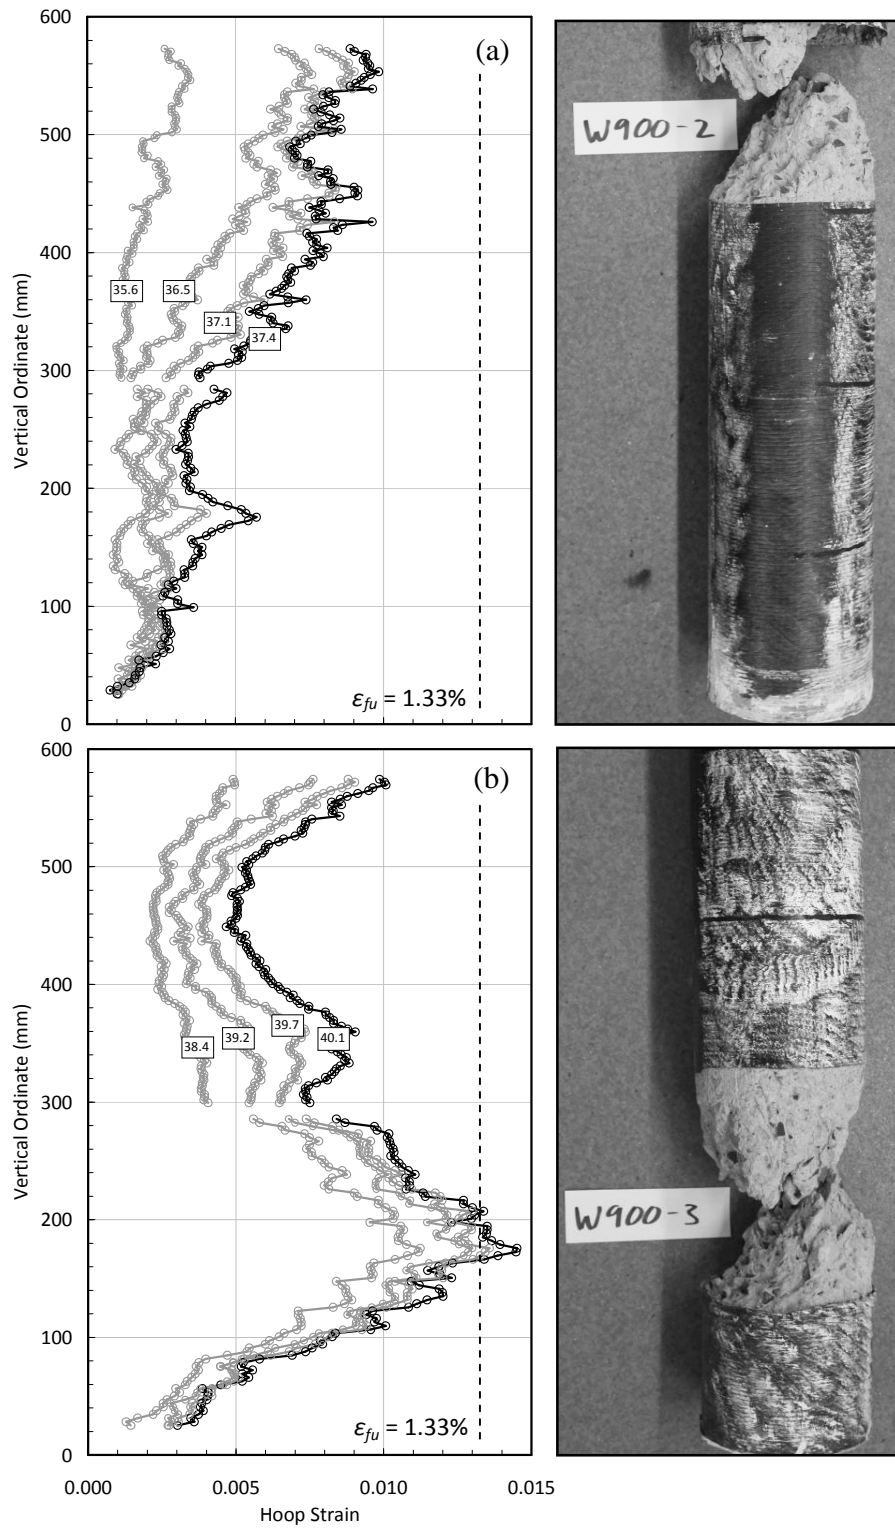 600
(a)
500
W900-2
400
35.6
36.5
37.1
37.4
Vertical Ordinate (mm)
300
200
100
εfu = 1.33%
0
600
(b)
500
400
39.7
39.2
40.1
38.4
Vertical Ordinate (mm)
300
200
W900-3
100
εfu = 1.33%
0
0.000
0.005
0.010
0.015
Hoop Strain